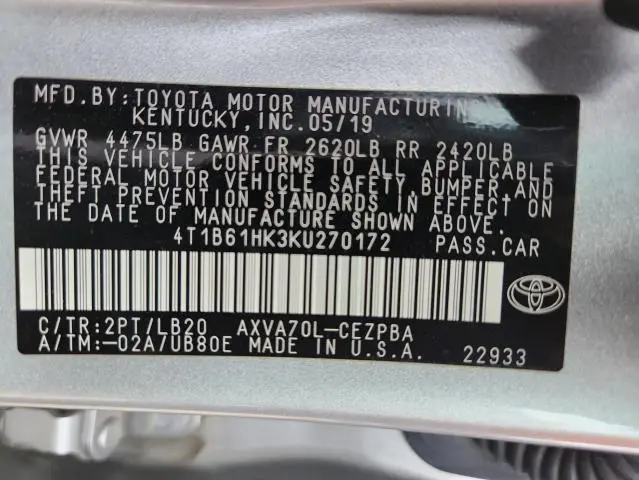 MFD.BY:TOYOTA MOTOR MANUFACTURING
KENTUCKY,INC.05/19
GVWR 4475LB GAWR FR 2620LB RR 2420LB
THIS VEHICLE CONFORMS TO ALL APPLICABLE
FEDERAL MOTOR VEHICLE SAFETY,BUMPER,AND
THEFT PREVENTION STANDARDS IN EFFECT ON
THE DATE OF MANUFACTURE SHOWN ABOVE.
4T1B61HK3KU270172 PASS.CAR
C/TR:2PT/LB20 AXVA70L-CEZPBA
A/TM:-02A/UB80E MADE IN U.S.A. 22933